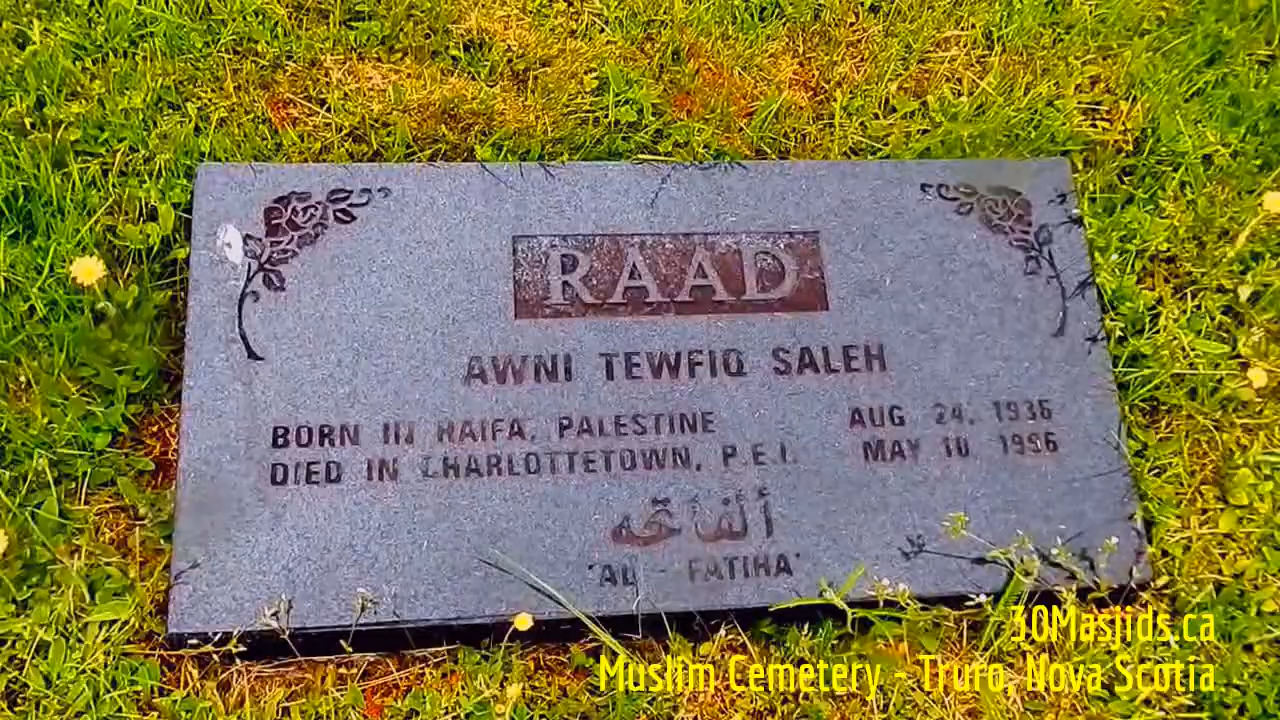 RAAD
AWNI TEWFIQ SALEH
BORN IN HAIFA, PALESTINE AUG 24, 1936
DIED IN CHARLOTTETOWN, P.E.I. MAY 10 1996
ألفاتحه
"AL - FATIHA"
30Masjids.ca
Muslim Cemetery - Truro, Nova Scotia